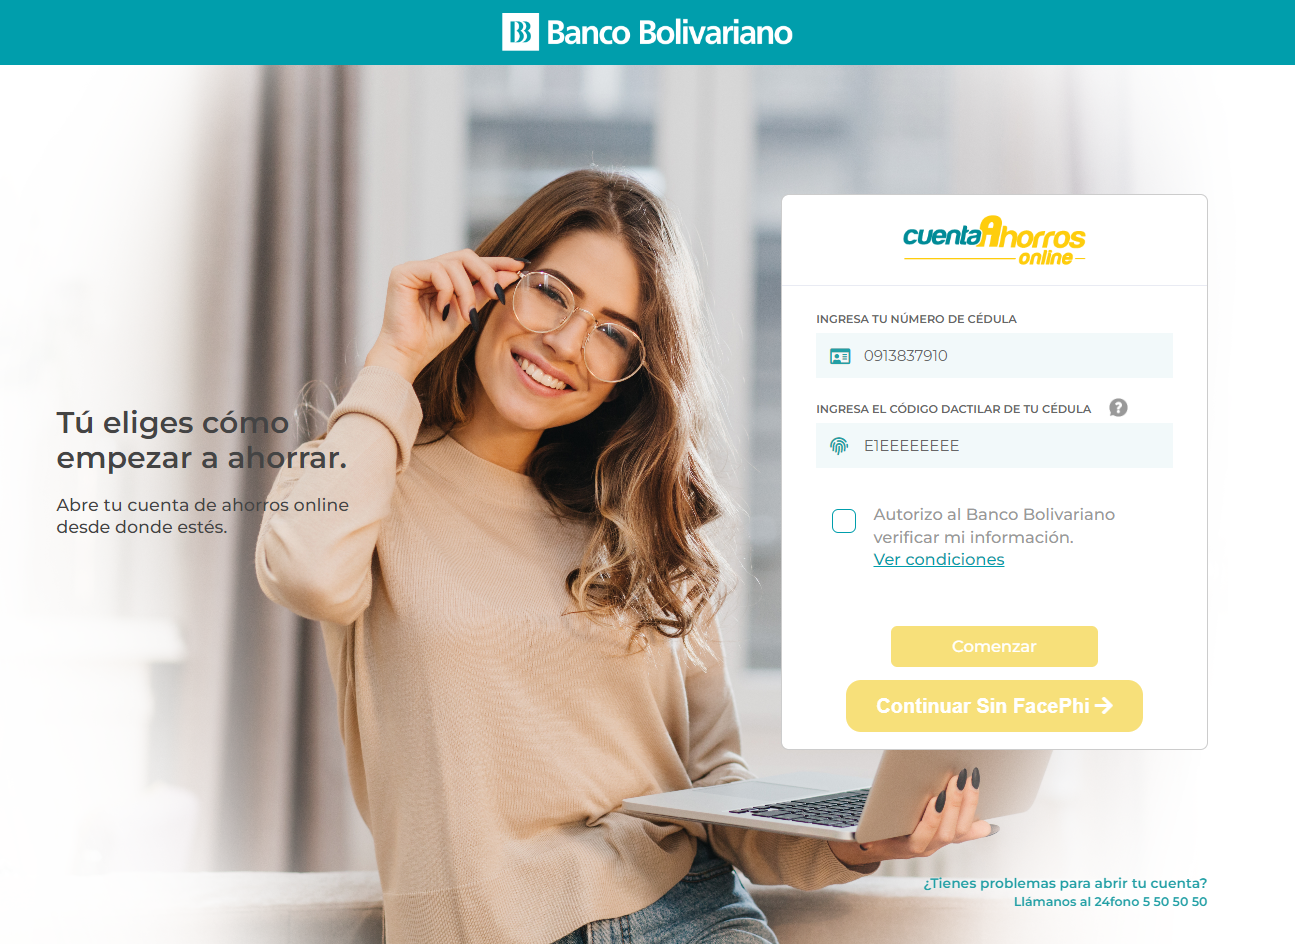 Banco Bolivariano
Tú eliges cómo
empezar a ahorrar.
Abre tu cuenta de ahorros online
desde donde estés.
cuentaAhorros
online
INGRESA TU NÚMERO DE CÉDULA
0913837910
INGRESA EL CÓDIGO DACTILAR DE TU CÉDULA ?
E1EEEEEEEE
Autorizo al Banco Bolivariano
verificar mi información.
Ver condiciones
Comenzar
Continuar Sin FacePhi →
¿Tienes problemas para abrir tu cuenta?
Llámanos al 24fono 5 50 50 50